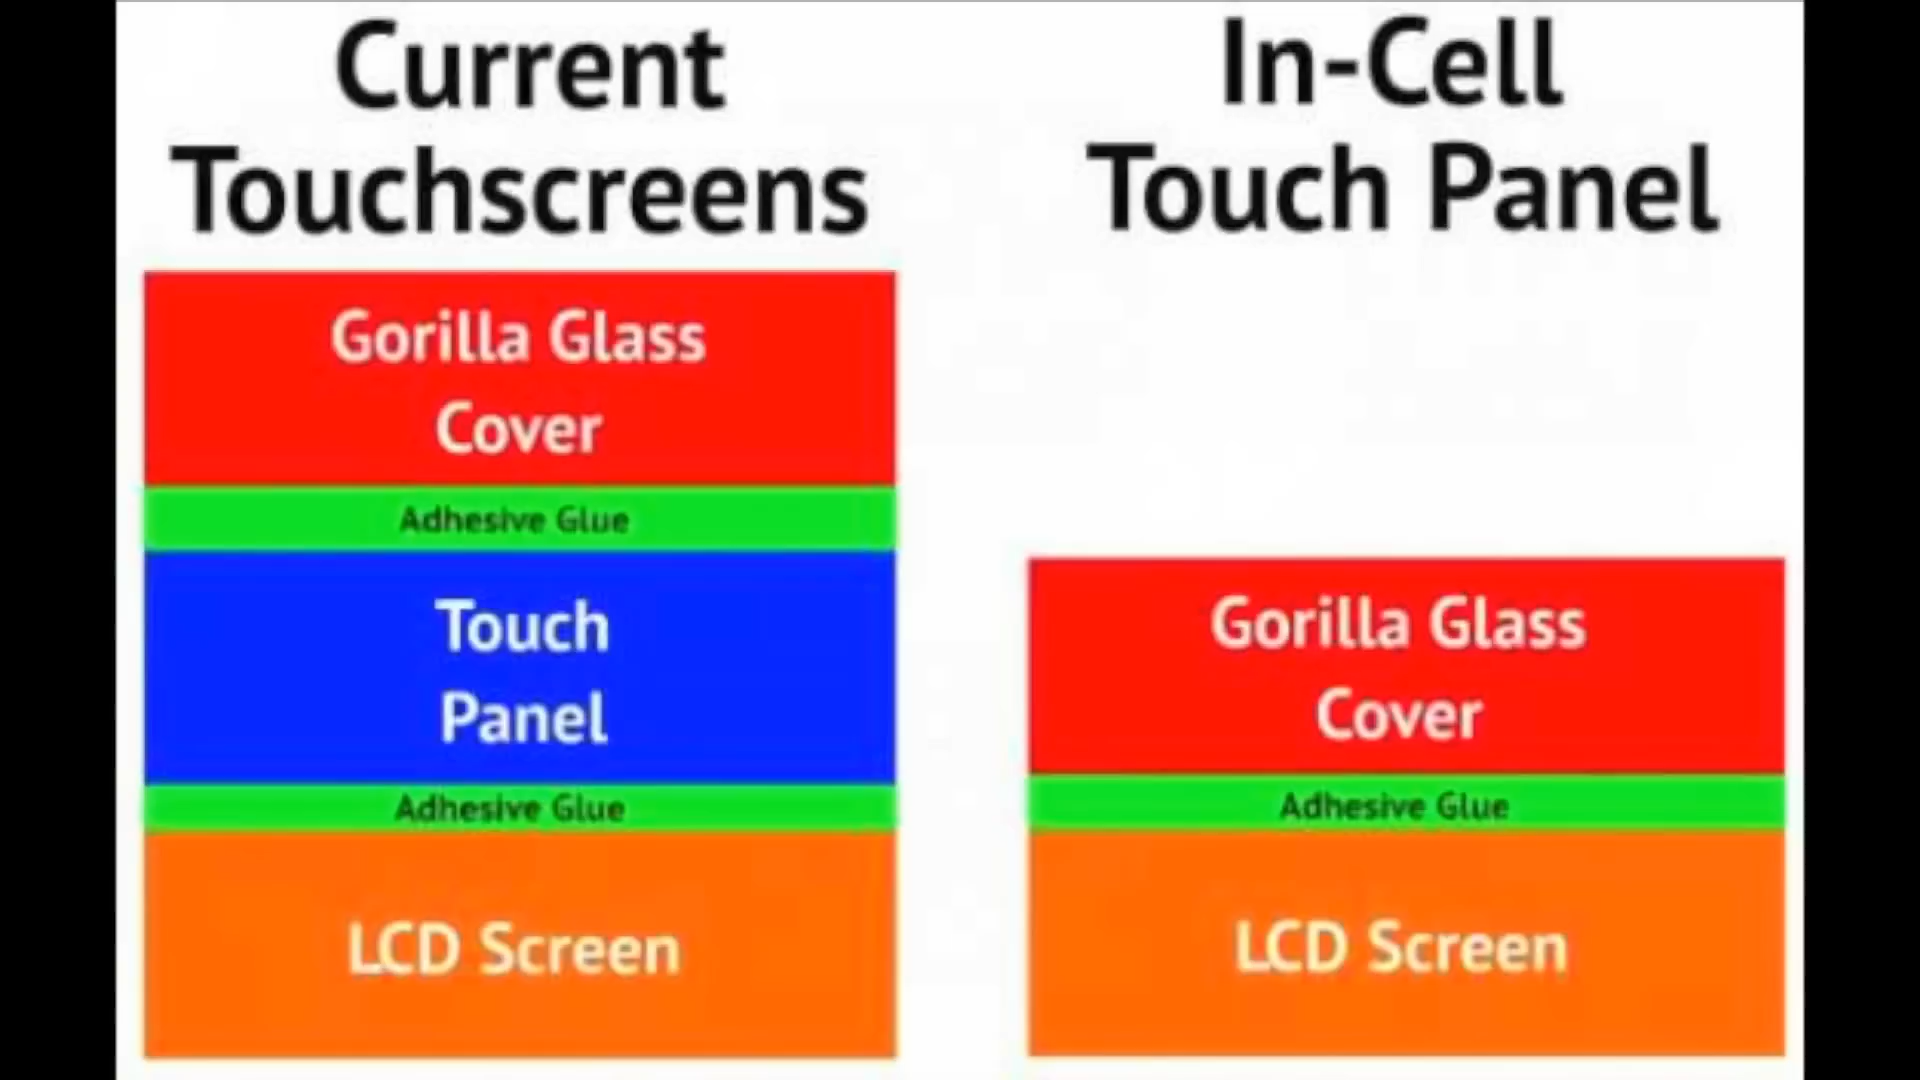 Current
Touchscreens
Gorilla Glass
Cover
Adhesive Glue
Touch
Panel
Adhesive Glue
LCD Screen
In-Cell
Touch Panel
Gorilla Glass
Cover
Adhesive Glue
LCD Screen